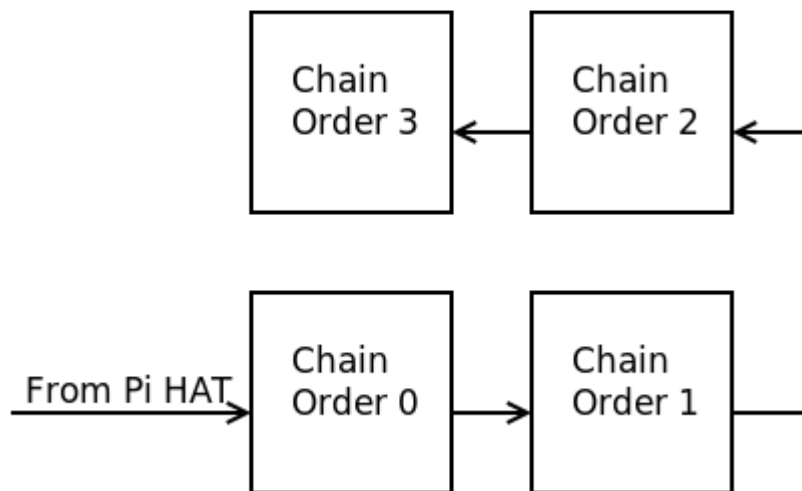 Chain
Order 3
Chain
Order 2
From Pi HAT
Chain
Order 0
Chain
Order 1